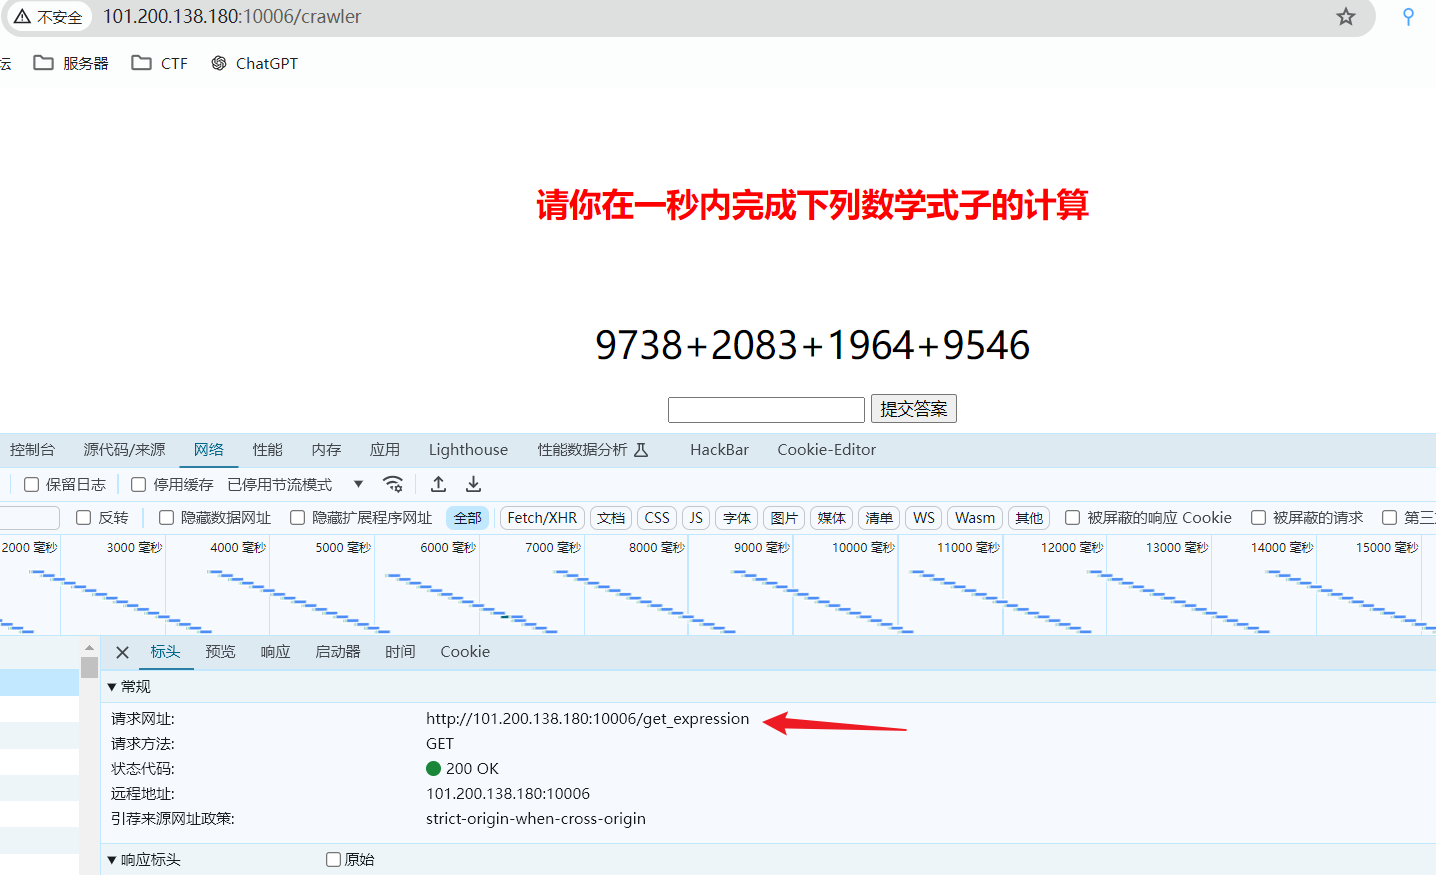 不安全 101.200.138.180:10006/crawler
坛 服务器 CTF ChatGPT
请你在一秒内完成下列数学式子的计算
9738+2083+1964+9546
提交答案
控制台 源代码/来源 网络 性能 内存 应用 Lighthouse 性能数据分析 HackBar Cookie-Editor
保留日志 停用缓存 已停用节流模式
反转 隐藏数据网址 隐藏扩展程序网址 全部 Fetch/XHR 文档 CSS JS 字体 图片 媒体 清单 WS Wasm 其他 被屏蔽的响应 Cookie 被屏蔽的请求 第三
2000 毫秒 3000 毫秒 4000 毫秒 5000 毫秒 6000 毫秒 7000 毫秒 8000 毫秒 9000 毫秒 10000 毫秒 11000 毫秒 12000 毫秒 13000 毫秒 14000 毫秒 15000 毫秒
标头 预览 响应 启动器 时间 Cookie
常规
请求网址: http://101.200.138.180:10006/get_expression
请求方法: GET
状态代码: 200 OK
远程地址: 101.200.138.180:10006
引荐来源网址政策: strict-origin-when-cross-origin
响应标头 原始